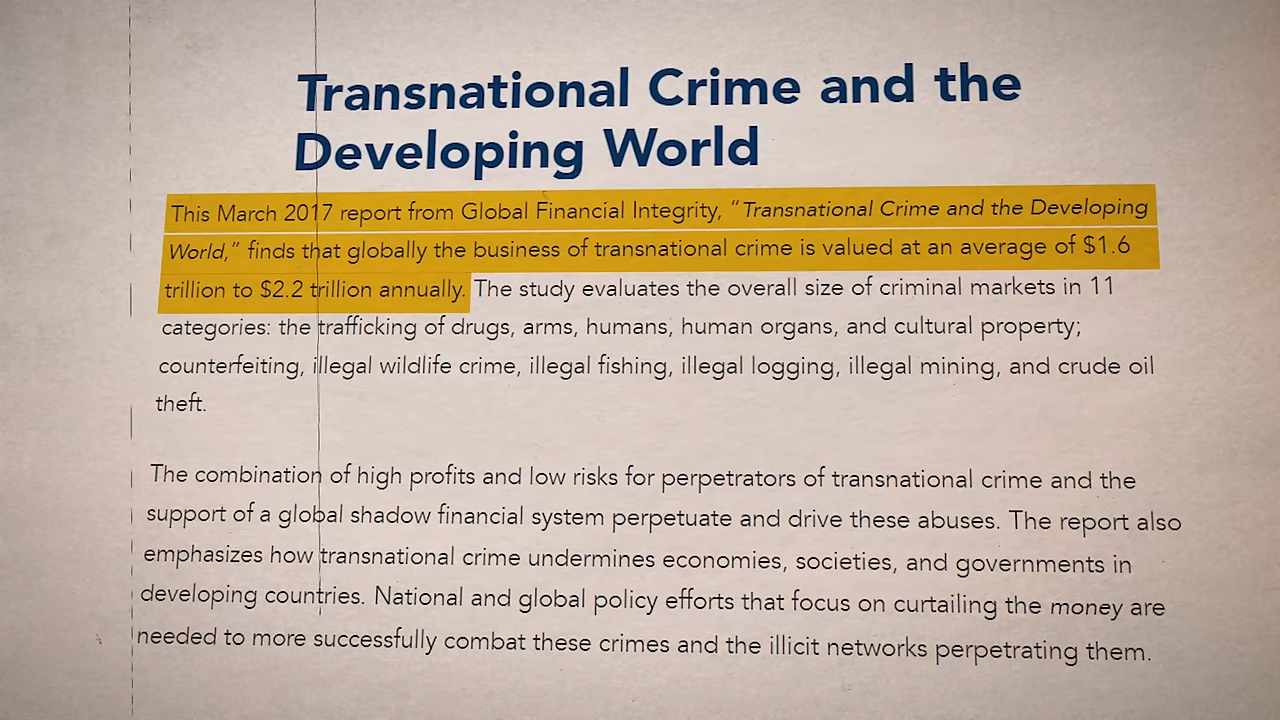 Transnational Crime and the
Developing World
This March 2017 report from Global Financial Integrity, “Transnational Crime and the Developing
World,” finds that globally the business of transnational crime is valued at an average of $1.6
trillion to $2.2 trillion annually. The study evaluates the overall size of criminal markets in 11
categories: the trafficking of drugs, arms, humans, human organs, and cultural property;
counterfeiting, illegal wildlife crime, illegal fishing, illegal logging, illegal mining, and crude oil
theft.
The combination of high profits and low risks for perpetrators of transnational crime and the
support of a global shadow financial system perpetuate and drive these abuses. The report also
emphasizes how transnational crime undermines economies, societies, and governments in
developing countries. National and global policy efforts that focus on curtailing the money are
needed to more successfully combat these crimes and the illicit networks perpetrating them.